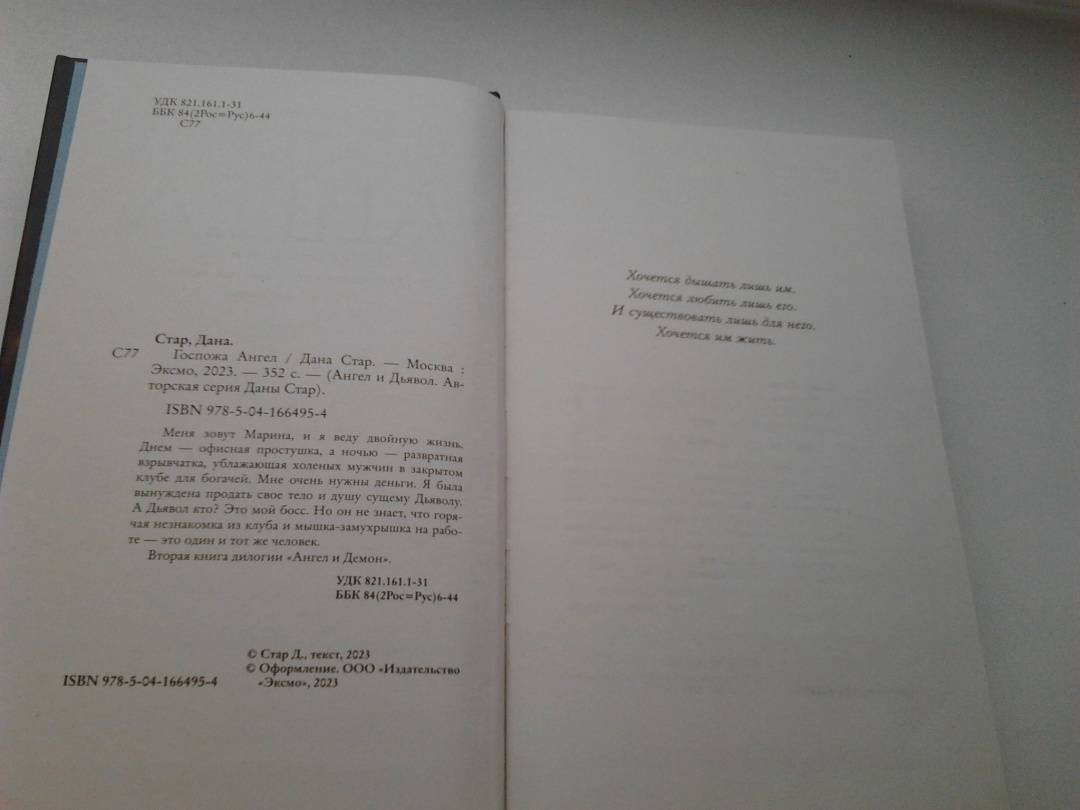 УДК 821.161.1-31
ББК 84(2Рос=Рус)6-44
С77
Стар, Дана.
С77 Госпожа Ангел / Дана Стар. — Москва :
Эксмо, 2023. — 352 с. — (Ангел и Дьявол. Ав-
торская серия Даны Стар).
ISBN 978-5-04-166495-4
Меня зовут Марина, и я веду двойную жизнь.
Днем — офисная простушка, а ночью — развратная
взрывчатка, ублажающая холеных мужчин в закрытом
клубе для богачей. Мне очень нужны деньги. Я была
вынуждена продать свое тело и душу сущему Дьяволу.
А Дьявол кто? Это мой босс. Но он не знает, что горя-
чая незнакомка из клуба и мышка-замухрышка на рабо-
те — это один и тот же человек.
Вторая книга дилогии «Ангел и Демон».
УДК 821.161.1-31
ББК 84(2Рос=Рус)6-44
© Стар Д., текст, 2023
© Оформление. ООО «Издательство
ISBN 978-5-04-166495-4 «Эксмо», 2023
Хочется дышать лишь им.
Хочется любить лишь его.
И существовать лишь для него.
Хочется им жить.